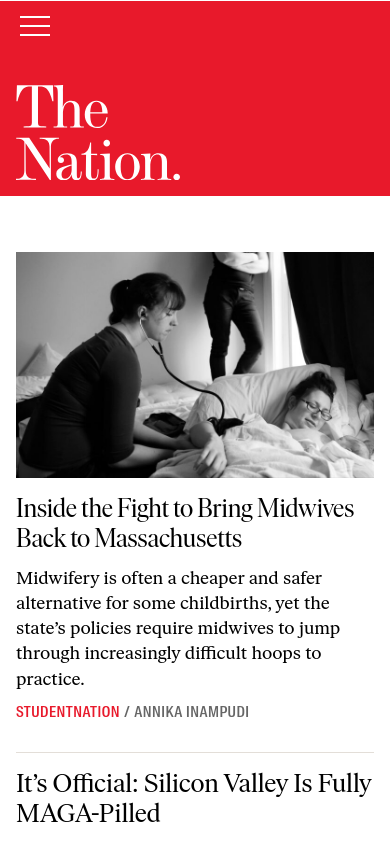 The
Nation.
Inside the Fight to Bring Midwives
Back to Massachusetts
Midwifery is often a cheaper and safer
alternative for some childbirths, yet the
state’s policies require midwives to jump
through increasingly difficult hoops to
practice.
STUDENTNATION / ANNIKA INAMPUDI
It’s Official: Silicon Valley Is Fully
MAGA-Pilled